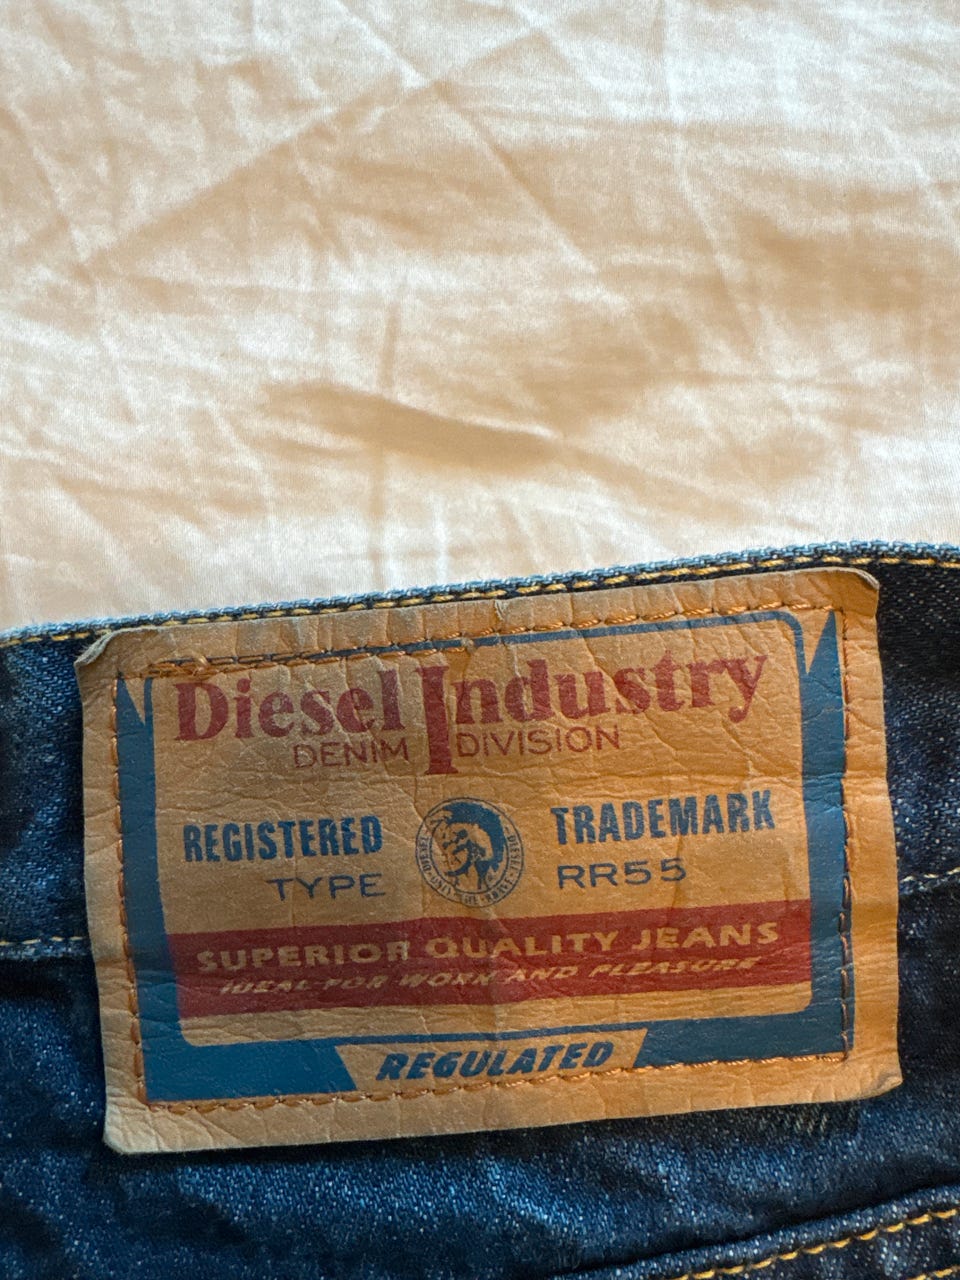 Diesel Industry
DENIM DIVISION
REGISTERED TRADEMARK
TYPE RR55
SUPERIOR QUALITY JEANS
IDEAL FOR WORK AND PLEASURE
REGULATED